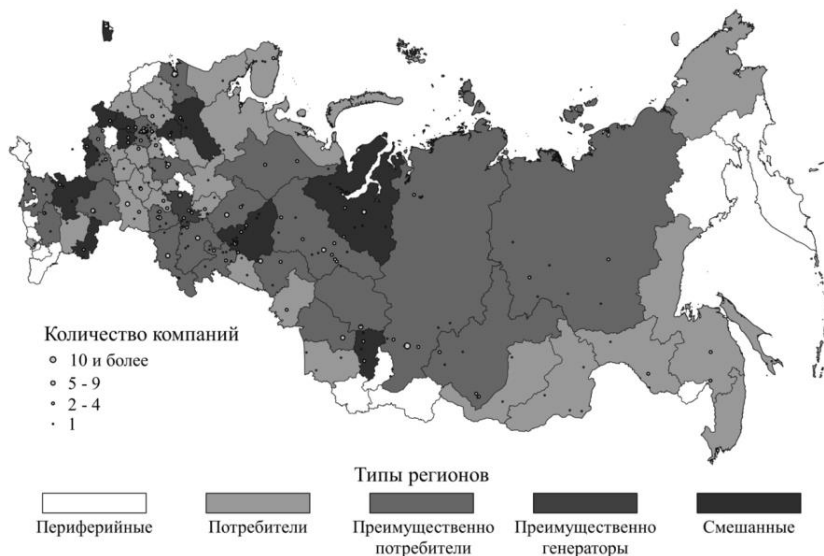 Количество компаний
10 и более
5 - 9
2 - 4
1
Типы регионов
Периферийные
Потребители
Преимущественно
потребители
Преимущественно
генераторы
Смешанные